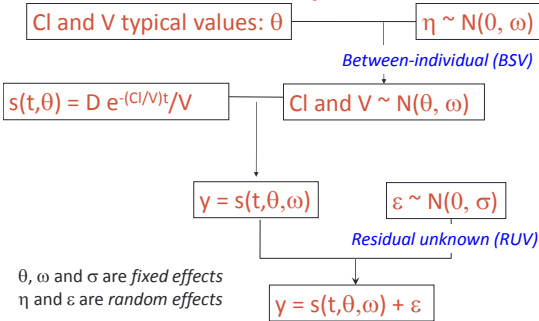 Cl and V typical values: θ
η ~ N(0, ω)
Between-individual (BSV)
s(t,θ) = D e-(Cl/V)t/V
Cl and V ~ N(θ, ω)
y = s(t,θ,ω)
ε ~ N(0, σ)
Residual unknown (RUV)
θ, ω and σ are fixed effects
η and ε are random effects
y = s(t,θ,ω) + ε